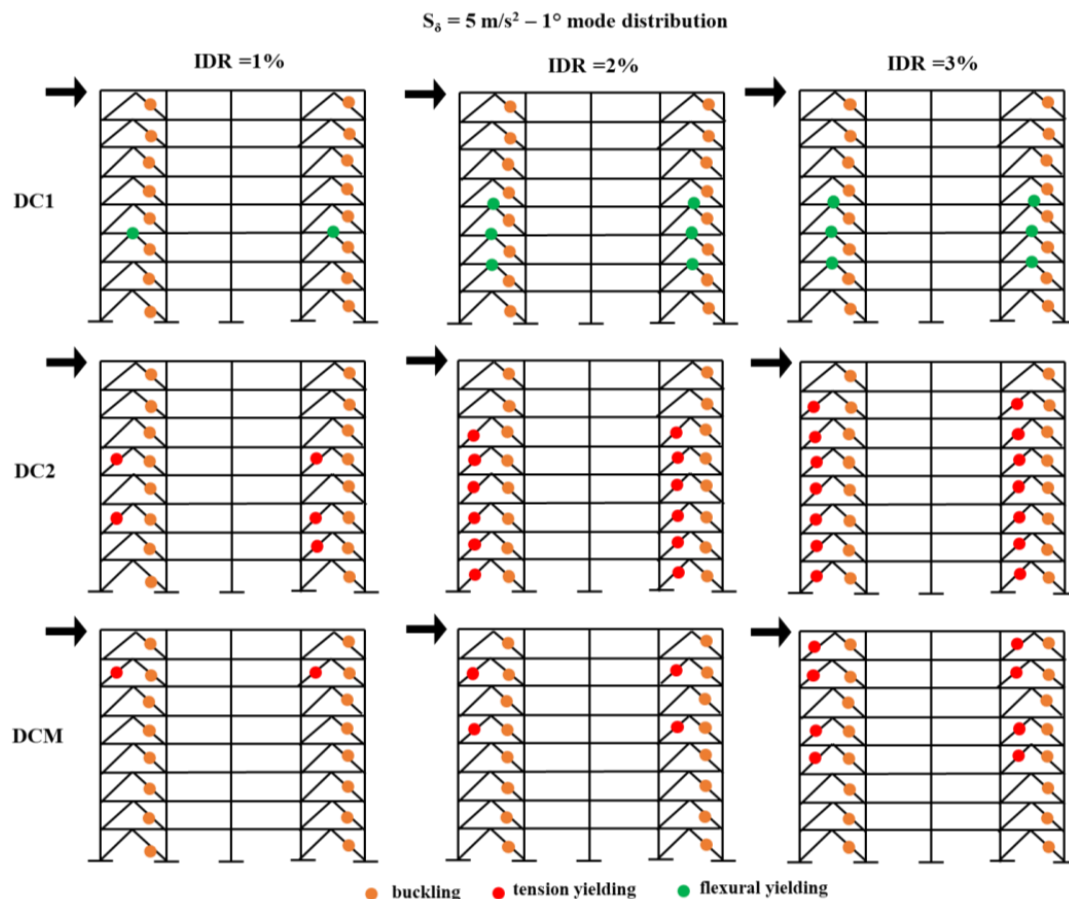 S𝛿 = 5 m/s² – 1° mode distribution
IDR =1%
IDR =2%
IDR =3%
DC1
DC2
DCM
buckling
tension yielding
flexural yielding